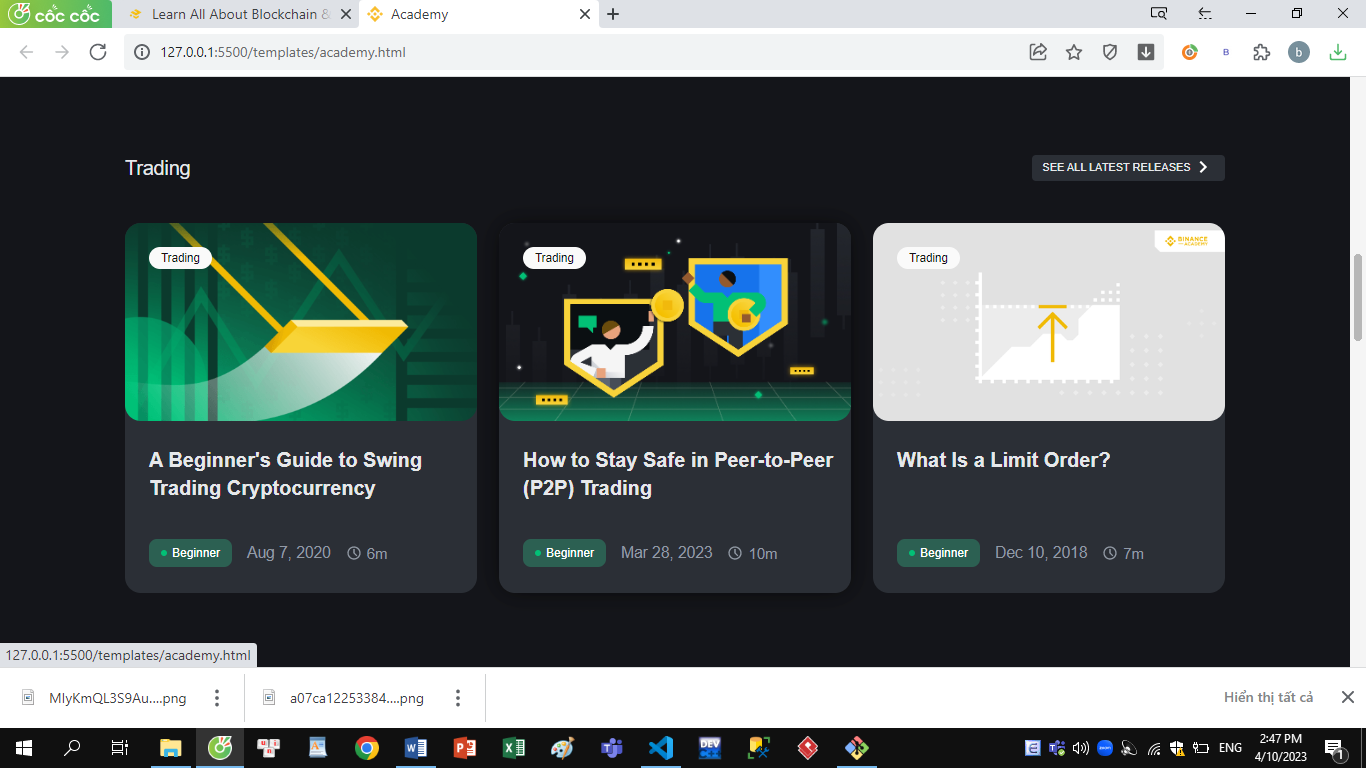 cốc cốc
Learn All About Blockchain &
Academy
127.0.0.1:5500/templates/academy.html
B
b
Trading
SEE ALL LATEST RELEASES
Trading
Trading
Trading
BINANCE
ACADEMY
A Beginner's Guide to Swing
Trading Cryptocurrency
How to Stay Safe in Peer-to-Peer
(P2P) Trading
What Is a Limit Order?
Beginner
Aug 7, 2020
6m
Beginner
Mar 28, 2023
10m
Beginner
Dec 10, 2018
7m
127.0.0.1:5500/templates/academy.html
MIyKmQL3S9Au....png
a07ca12253384....png
Hiển thị tất cả
DEV
ENG
2:47 PM
4/10/2023
1